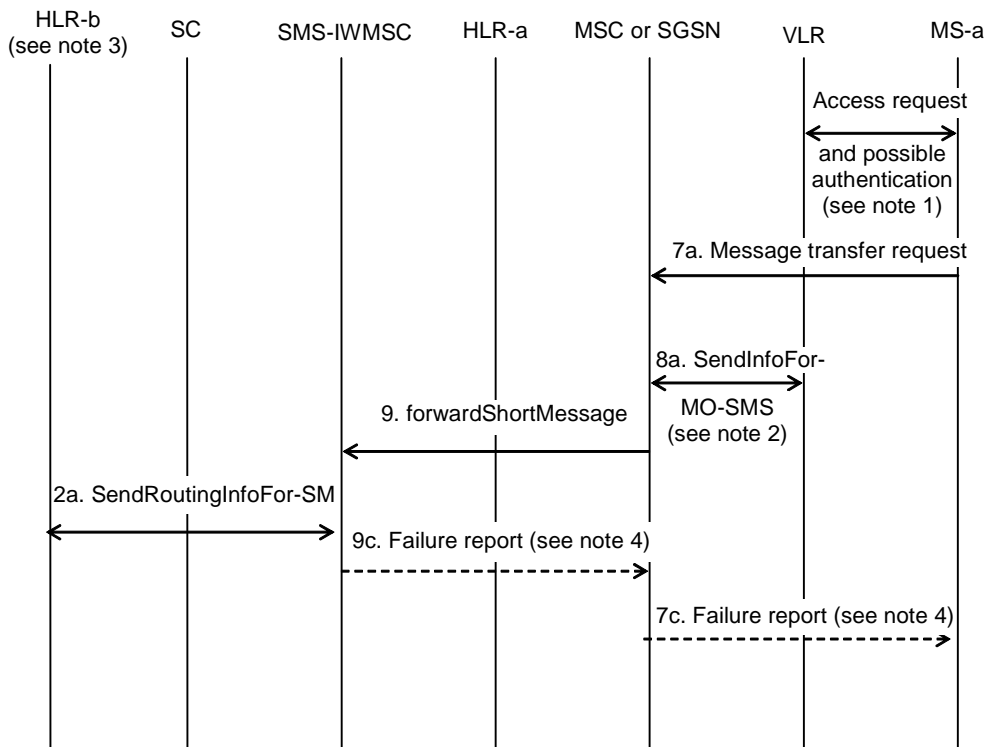 HLR-b
(see note 3)
SC
SMS-IWMSC
HLR-a
MSC or SGSN
VLR
MS-a
Access request
and possible
authentication
(see note 1)
7a. Message transfer request
8a. SendInfoFor-
MO-SMS
(see note 2)
9. forwardShortMessage
2a. SendRoutingInfoFor-SM
9c. Failure report (see note 4)
7c. Failure report (see note 4)